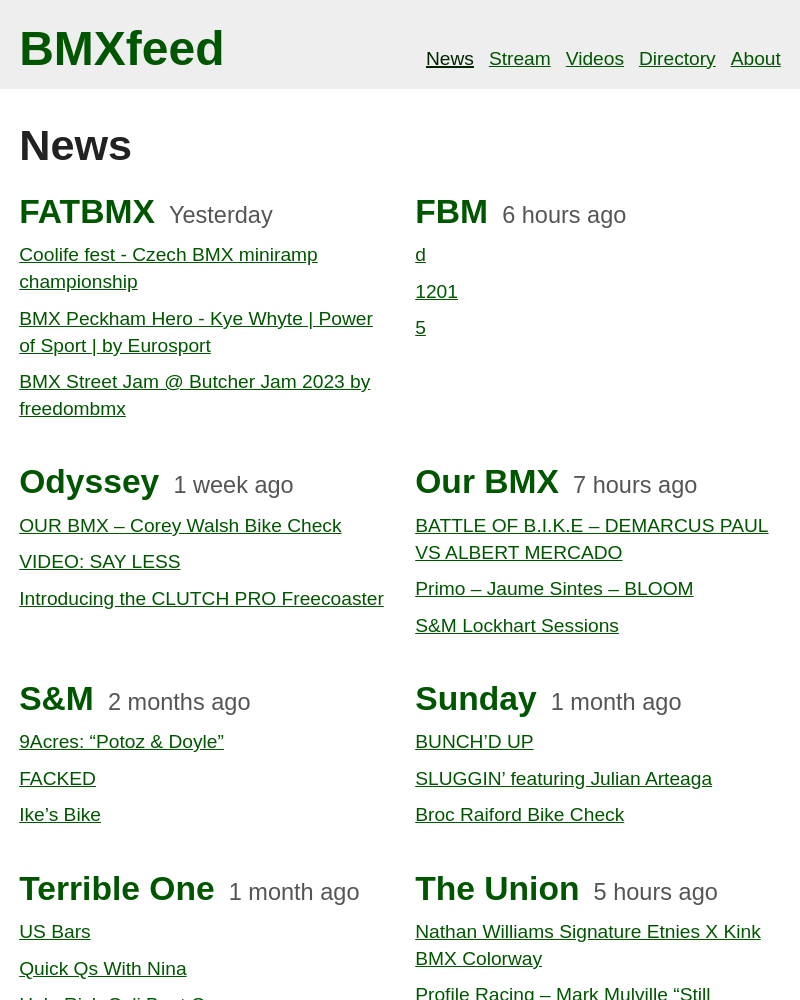 BMXfeed
News Stream Videos Directory About
News
FATBMX Yesterday
Coolife fest - Czech BMX miniramp
championship
BMX Peckham Hero - Kye Whyte | Power
of Sport | by Eurosport
BMX Street Jam @ Butcher Jam 2023 by
freedombmx
FBM 6 hours ago
d
1201
5
Odyssey 1 week ago
OUR BMX – Corey Walsh Bike Check
VIDEO: SAY LESS
Introducing the CLUTCH PRO Freecoaster
Our BMX 7 hours ago
BATTLE OF B.I.K.E – DEMARCUS PAUL
VS ALBERT MERCADO
Primo – Jaume Sintes – BLOOM
S&M Lockhart Sessions
S&M 2 months ago
9Acres: “Potoz & Doyle”
FACKED
Ike’s Bike
Sunday 1 month ago
BUNCH’D UP
SLUGGIN’ featuring Julian Arteaga
Broc Raiford Bike Check
Terrible One 1 month ago
US Bars
Quick Qs With Nina
The Union 5 hours ago
Nathan Williams Signature Etnies X Kink
BMX Colorway
Profile Racing – Mark Mulville “Still